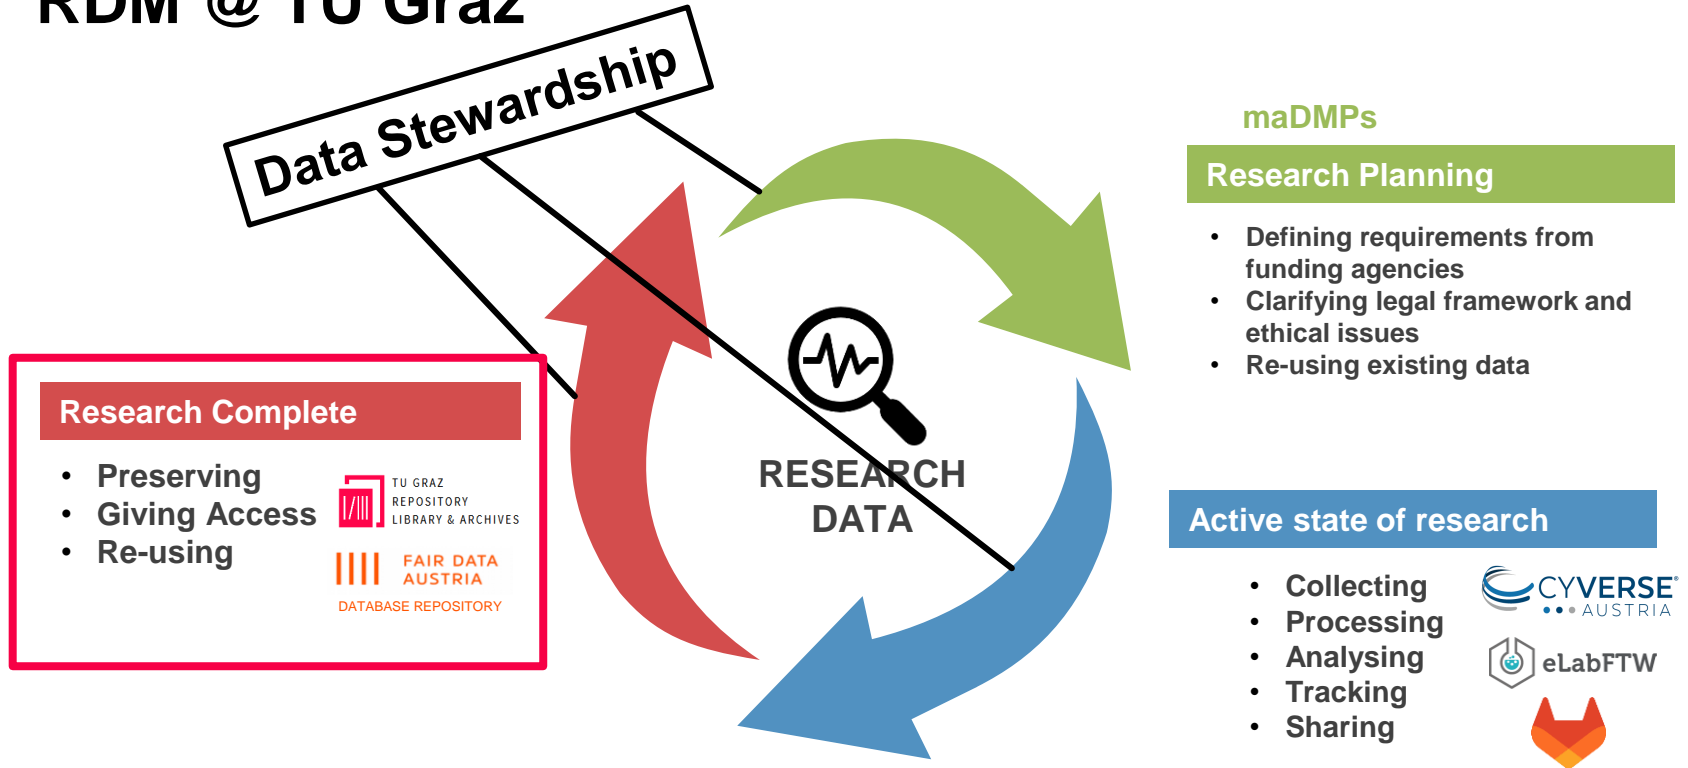 RDM @ TU Graz
Data Stewardship
maDMPs
Research Planning
• Defining requirements from
funding agencies
• Clarifying legal framework and
ethical issues
• Re-using existing data
Research Complete
• Preserving
• Giving Access
• Re-using
TU GRAZ
REPOSITORY
LIBRARY & ARCHIVES
FAIR DATA
AUSTRIA
DATABASE REPOSITORY
RESEARCH
DATA
Active state of research
• Collecting
• Processing
• Analysing
• Tracking
• Sharing
CYVERSE®
AUSTRIA
eLabFTW